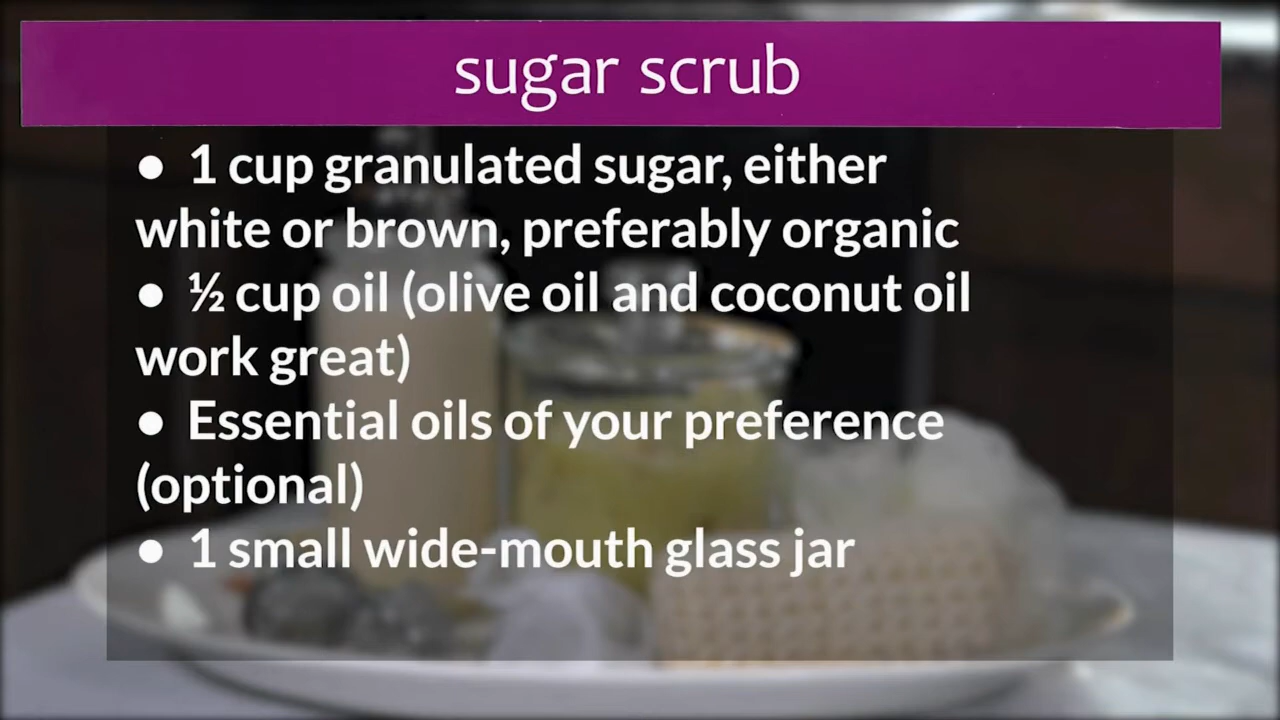 sugar scrub
● 1 cup granulated sugar, either
white or brown, preferably organic
● ½ cup oil (olive oil and coconut oil
work great)
● Essential oils of your preference
(optional)
● 1 small wide-mouth glass jar